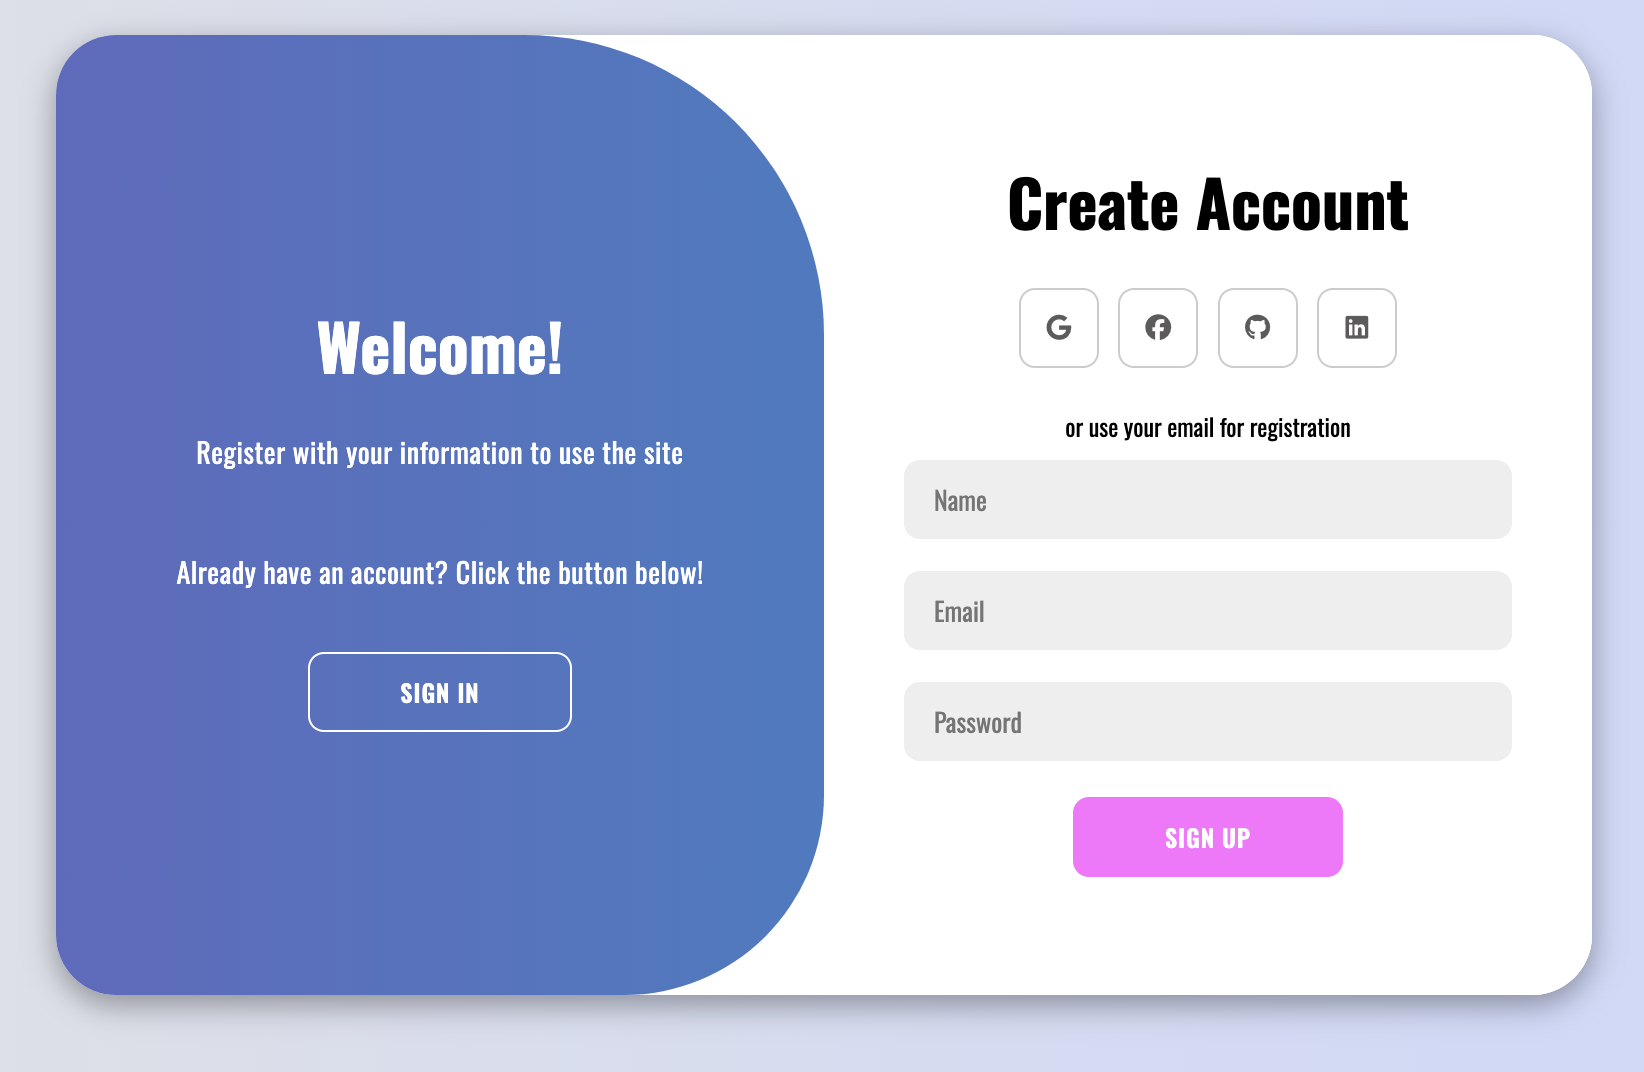 Welcome!
Register with your information to use the site
Already have an account? Click the button below!
SIGN IN
Create Account
or use your email for registration
Name
Email
Password
SIGN UP